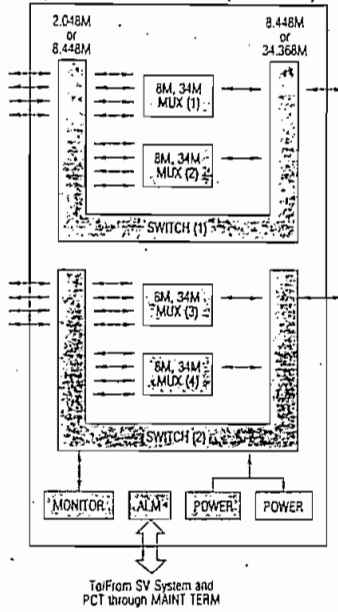 2.048M
or
8.448M
8.448M
or
34.368M
8M, 34M
MUX (1)
8M, 34M
MUX (2)
SWITCH (1)
8M, 34M
MUX (3)
8M, 34M
MUX (4)
SWITCH (2)
MONITOR
ALM
POWER
POWER
To/From SV System and
PCT through MAINT TERM